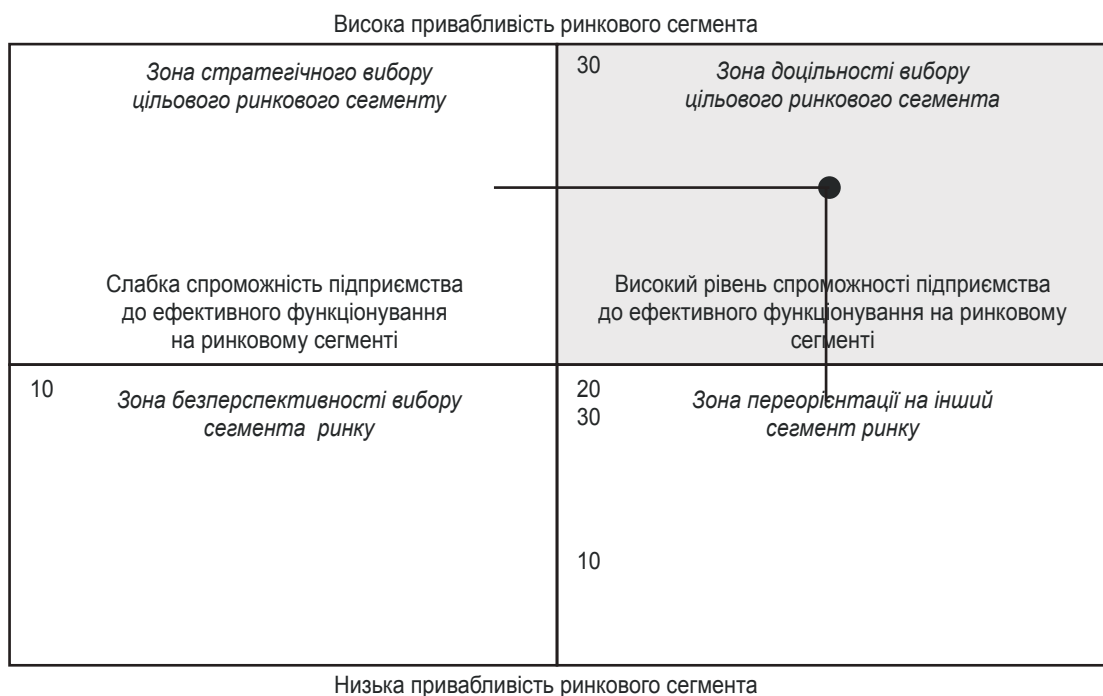 Висока привабливість ринкового сегмента
Зона стратегічного вибору
цільового ринкового сегменту
30
Зона доцільності вибору
цільового ринкового сегмента
Слабка спроможність підприємства
до ефективного функціонування
на ринковому сегменті
Високий рівень спроможності підприємства
до ефективного функціонування на ринковому
сегменті
10
Зона безперспективності вибору
сегмента ринку
20
30
Зона переорієнтації на інший
сегмент ринку
10
Низька привабливість ринкового сегмента